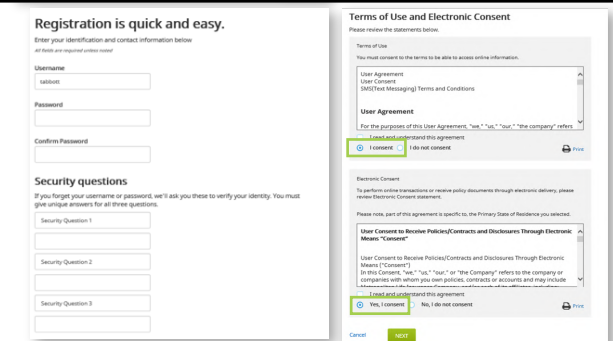 Registration is quick and easy.
Enter your identification and contact information below
All fields are required unless noted
Username
tabbott
Password
Confirm Password
Security questions
If you forget your username or password, we'll ask you these to verify your identity. You must
give unique answers for all three questions.
Security Question 1
Security Question 2
Security Question 3
Terms of Use and Electronic Consent
Please review the statements below.
Terms of Use
You must consent to the terms to be able to access online information.
User Agreement
User Consent
SMS(Text Messaging) Terms and Conditions
User Agreement
For the purposes of this User Agreement, "we," "us," "our," "the company" refers
I read and understand this agreement
I consent
I do not consent
Print
Electronic Consent
To perform online transactions or receive policy documents through electronic delivery, please
review Electronic Consent statement.
Please note, part of this agreement is specific to, the Primary State of Residence you selected.
User Consent to Receive Policies/Contracts and Disclosures Through Electronic
Means "Consent"
User Consent to Receive Policies/Contracts and Disclosures Through Electronic
Means ("Consent")
In this Consent, "we," "us," "our," or "the Company" refers to the company or
companies with whom you own policies, contracts or accounts and may include
I read and understand this agreement
Yes, I consent
No, I do not consent
Print
Cancel
NEXT